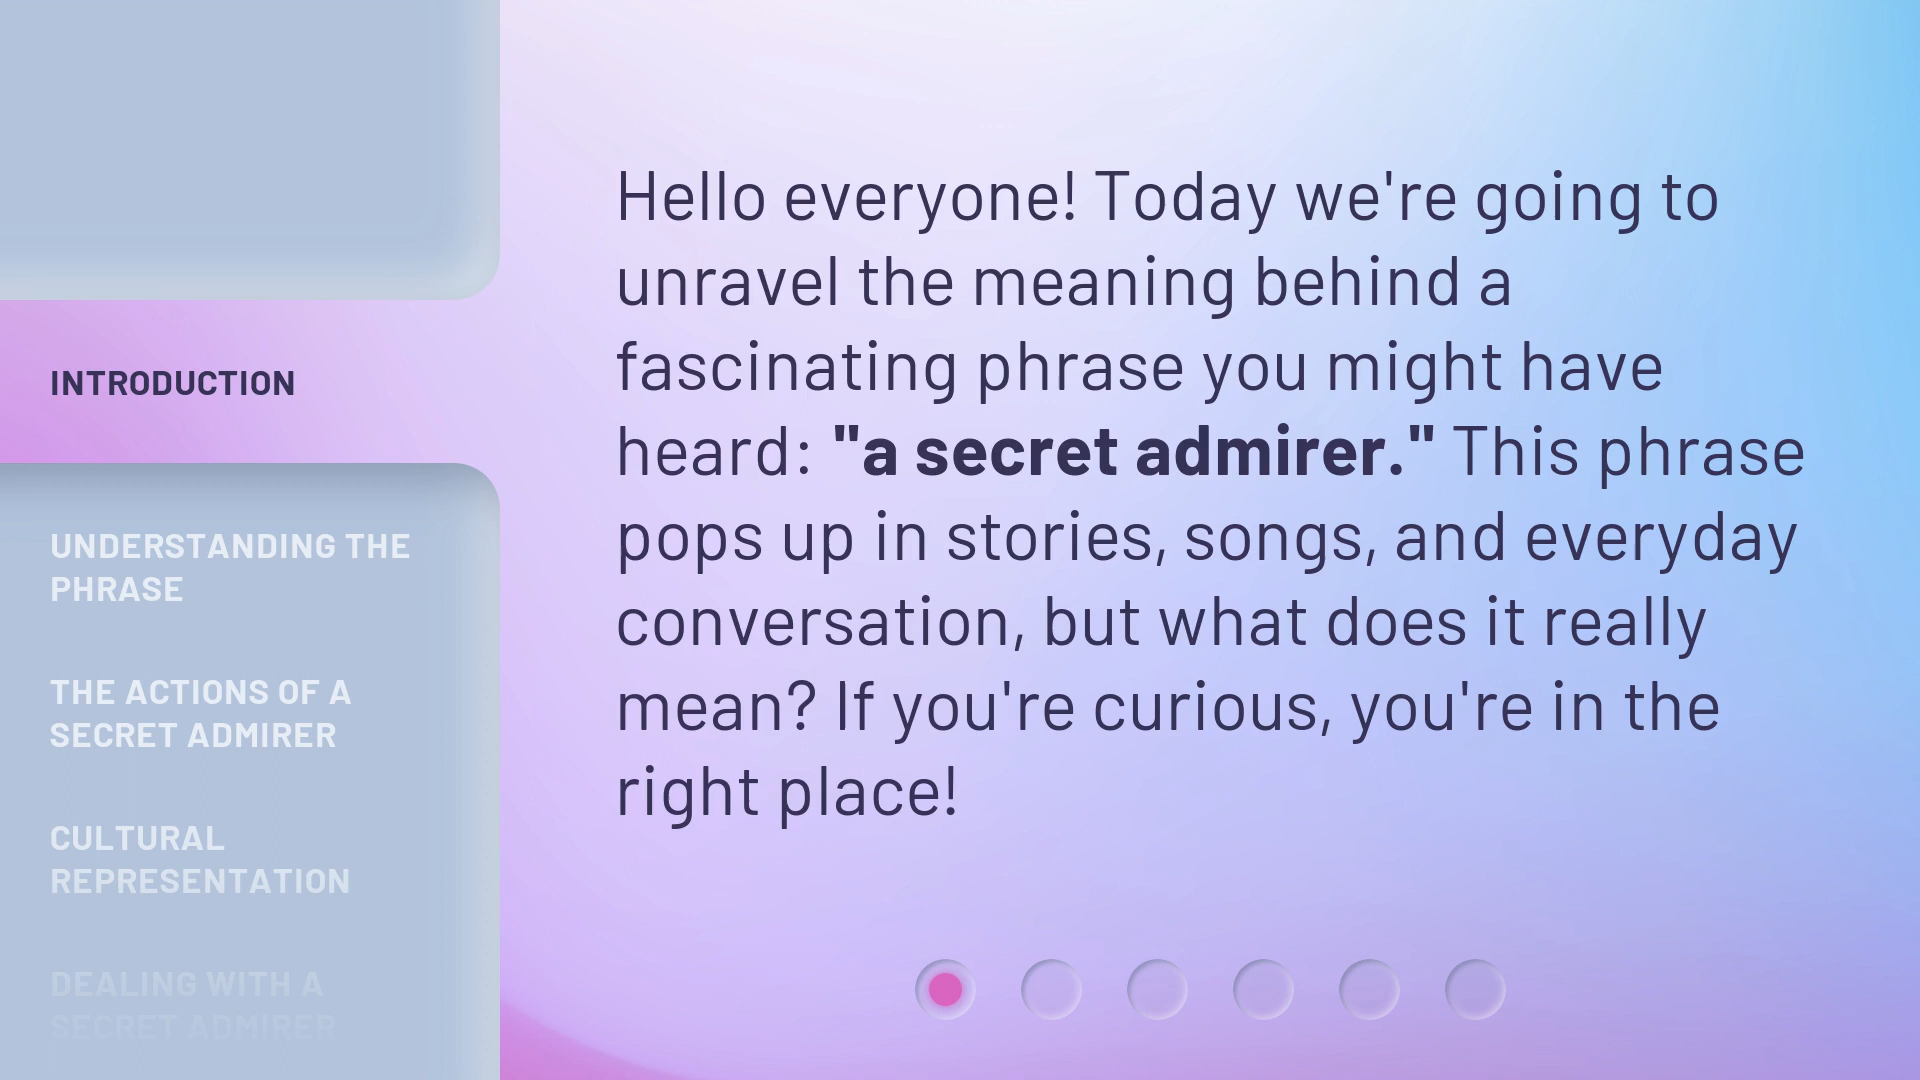 INTRODUCTION
UNDERSTANDING THE
PHRASE
THE ACTIONS OF A
SECRET ADMIRER
CULTURAL
REPRESENTATION
DEALING WITH A
SECRET ADMIRER
Hello everyone! Today we're going to
unravel the meaning behind a
fascinating phrase you might have
heard: "a secret admirer." This phrase
pops up in stories, songs, and everyday
conversation, but what does it really
mean? If you're curious, you're in the
right place!